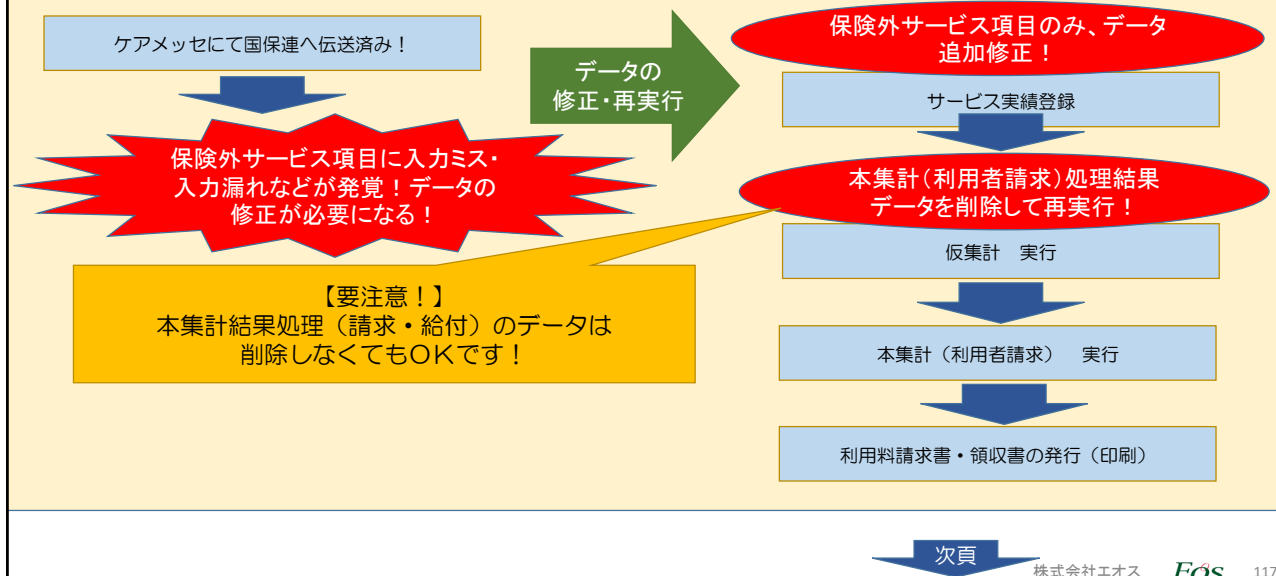 ケアメッセにて国保連へ伝送済み！
保険外サービス項目に入力ミス・
入力漏れなどが発覚！データの
修正が必要になる！
【要注意！】
本集計結果処理（請求・給付）のデータは
削除しなくてもＯＫです！
データの
修正・再実行
保険外サービス項目のみ、データ
追加修正！
サービス実績登録
本集計（利用者請求）処理結果
データを削除して再実行！
仮集計　実行
本集計（利用者請求）　実行
利用料請求書・領収書の発行（印刷）
次頁
株式会社エオス Eos 117